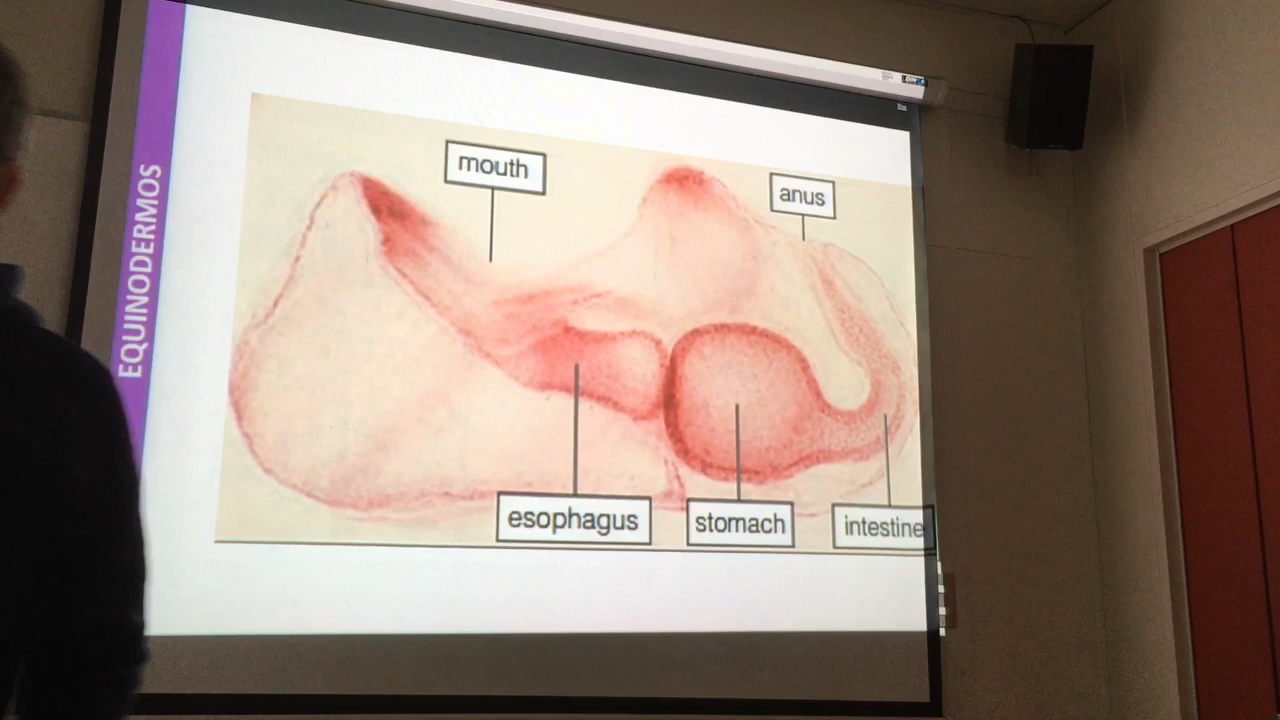 EQUINODERMOS
mouth
anus
esophagus
stomach
intestine